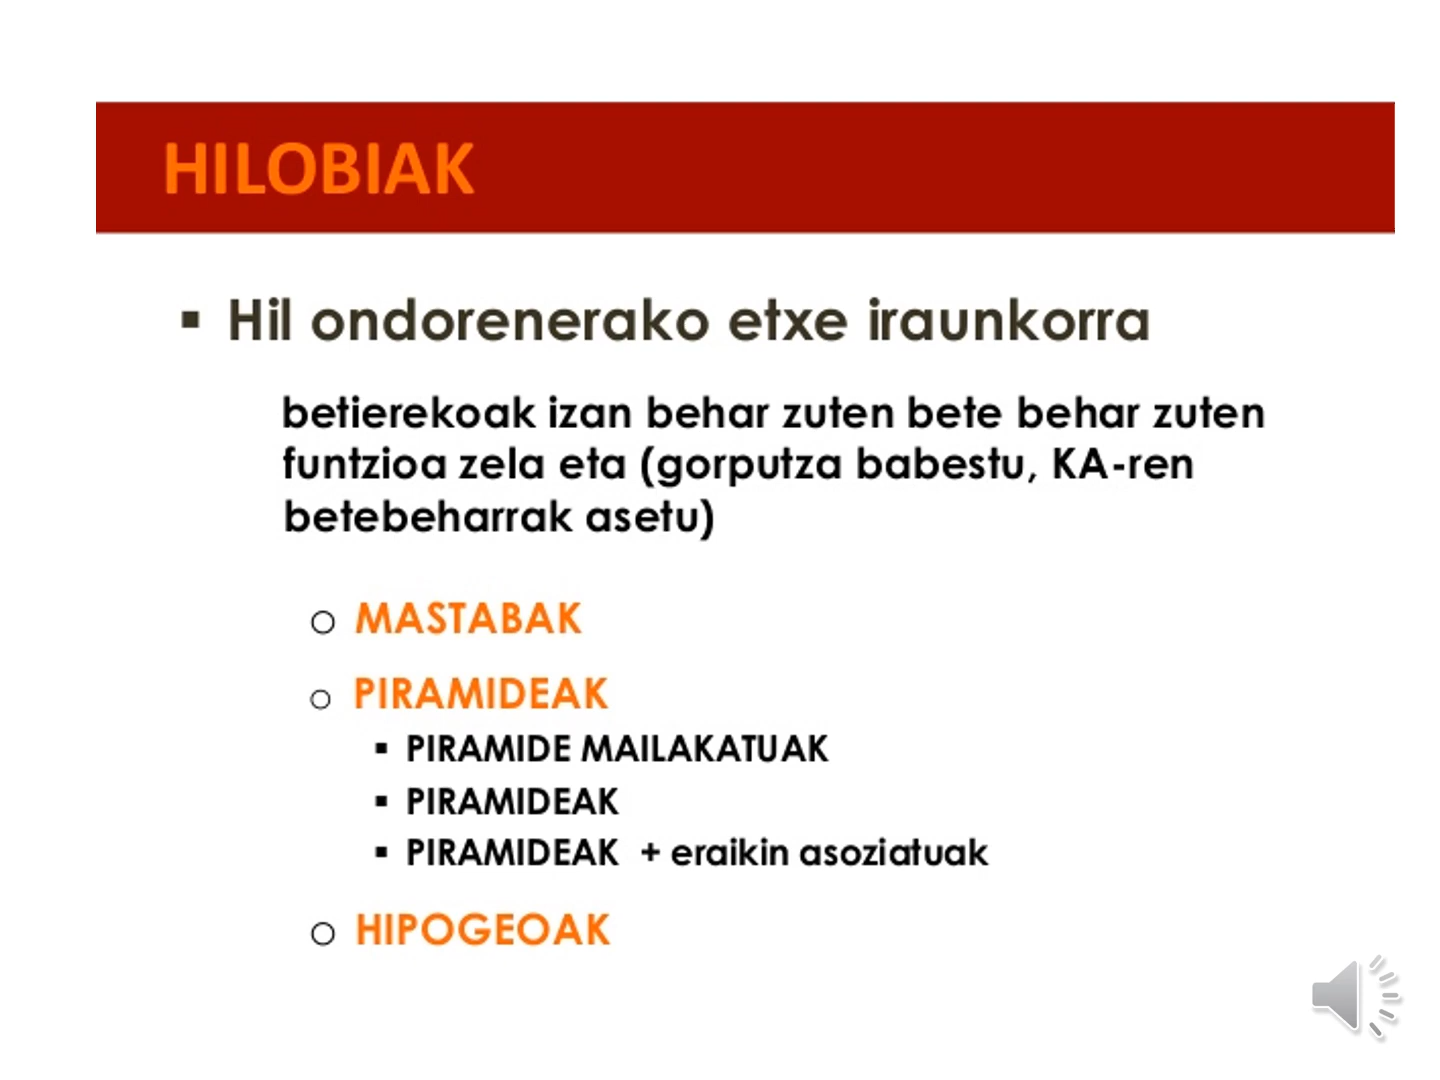 HILOBIAK
▪ Hil ondorenerako etxe iraunkorra
betierekoak izan behar zuten bete behar zuten
funtzioa zela eta (gorputza babestu, KA-ren
betebeharrak asetu)
o MASTABAK
o PIRAMIDEAK
▪ PIRAMIDE MAILAKATUAK
▪ PIRAMIDEAK
▪ PIRAMIDEAK + eraikin asoziatuak
o HIPOGEOAK